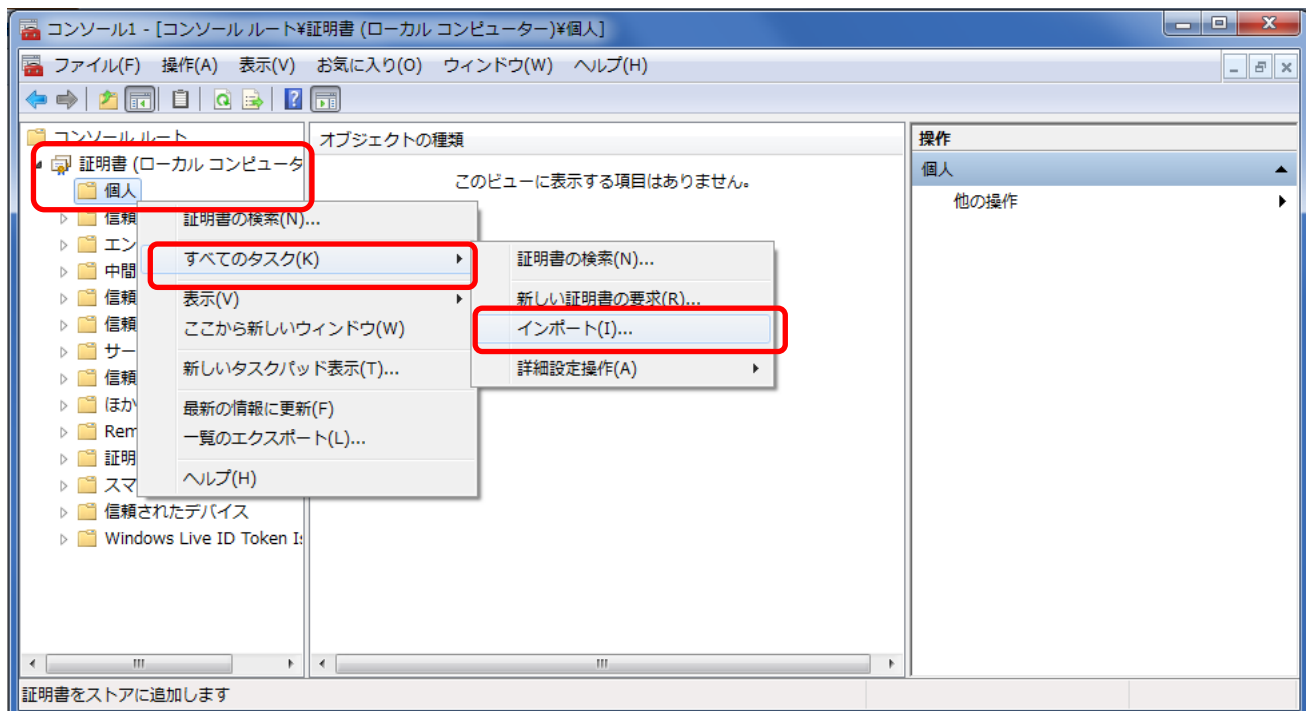 コンソール1 - [コンソール ルート¥証明書 (ローカル コンピューター)¥個人]
ファイル(F) 操作(A) 表示(V) お気に入り(O) ウィンドウ(W) ヘルプ(H)
コンソール ルート
証明書 (ローカル コンピュータ
個人
信頼
エン
中間
信頼
信頼
サー
信頼
ほか
Rem
証明
スマ
信頼されたデバイス
Windows Live ID Token Is
オブジェクトの種類
このビューに表示する項目はありません。
証明書の検索(N)...
すべてのタスク(K)
表示(V)
ここから新しいウィンドウ(W)
新しいタスクパッド表示(T)...
最新の情報に更新(F)
一覧のエクスポート(L)...
ヘルプ(H)
証明書の検索(N)...
新しい証明書の要求(R)...
インポート(I)...
詳細設定操作(A)
操作
個人
他の操作
証明書をストアに追加します